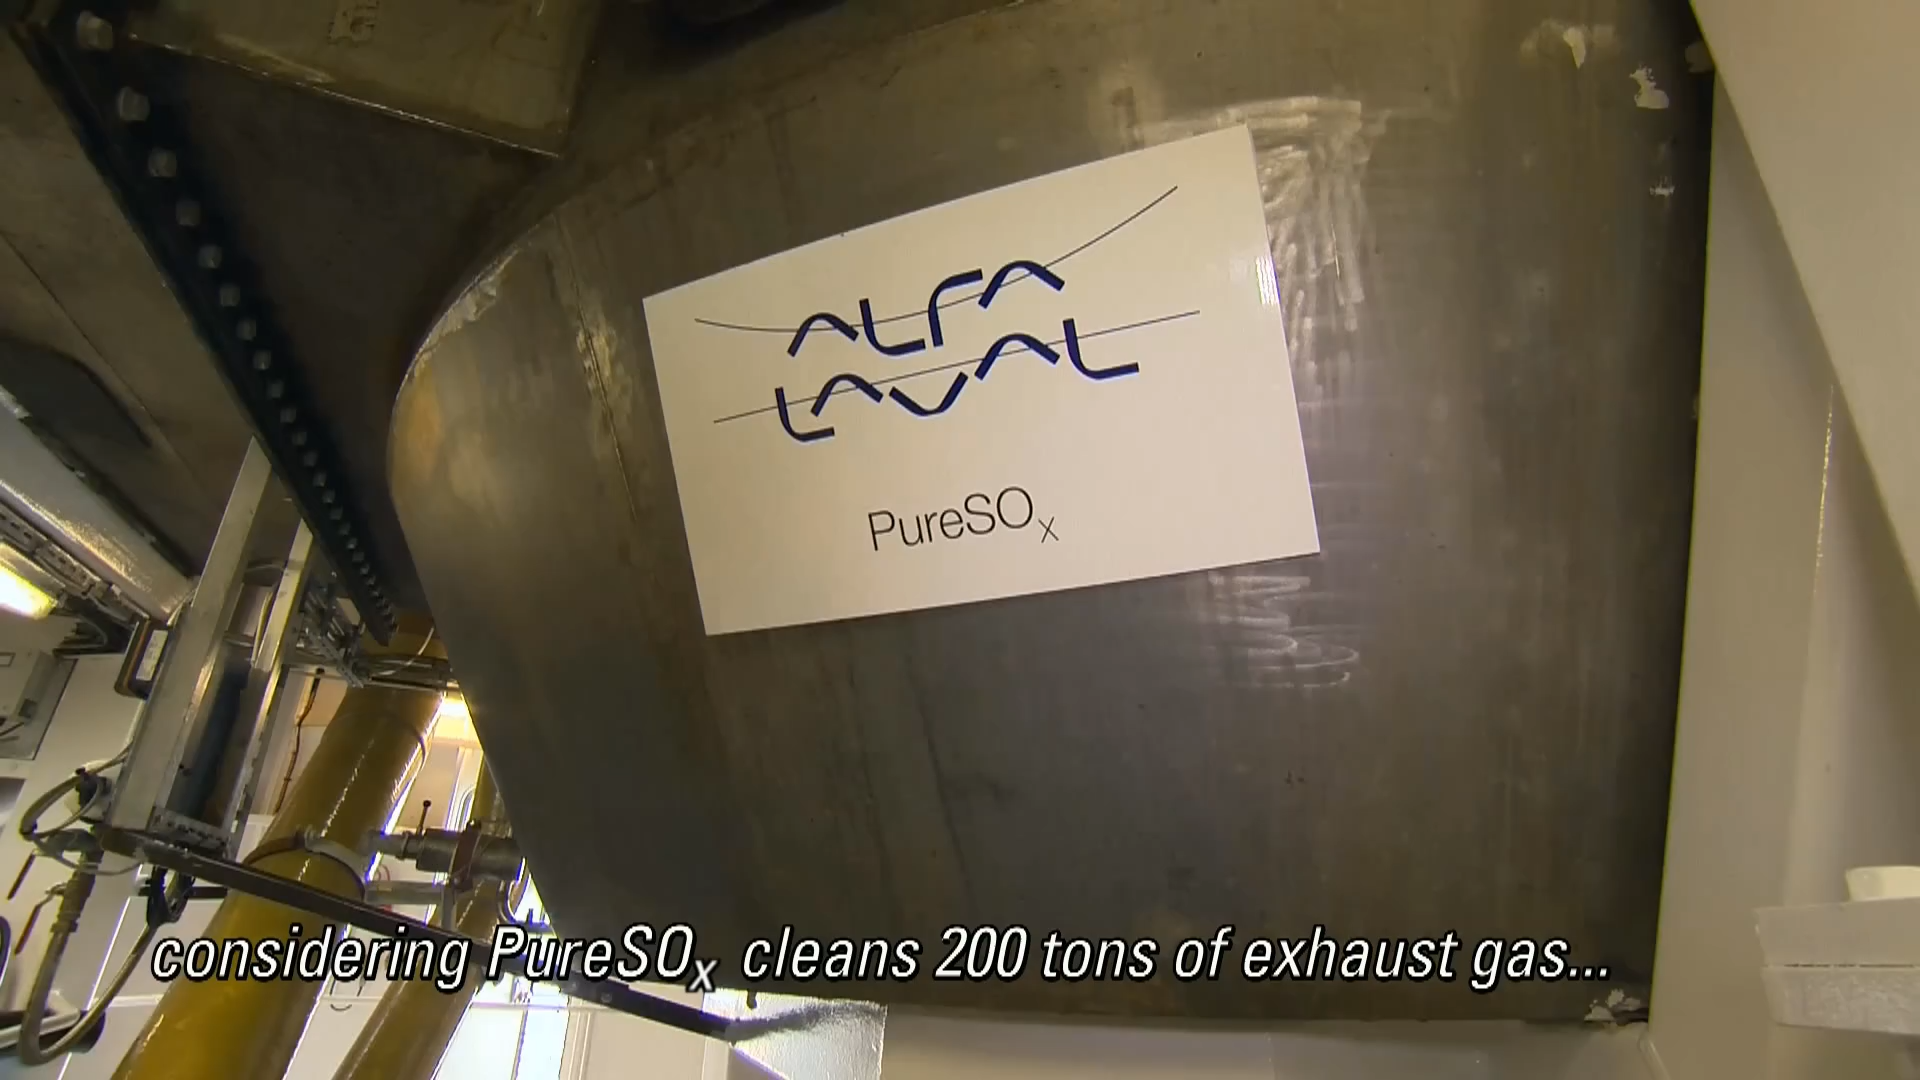 ALFA
LAVAL
PureSOₓ
considering PureSOₓ cleans 200 tons of exhaust gas...